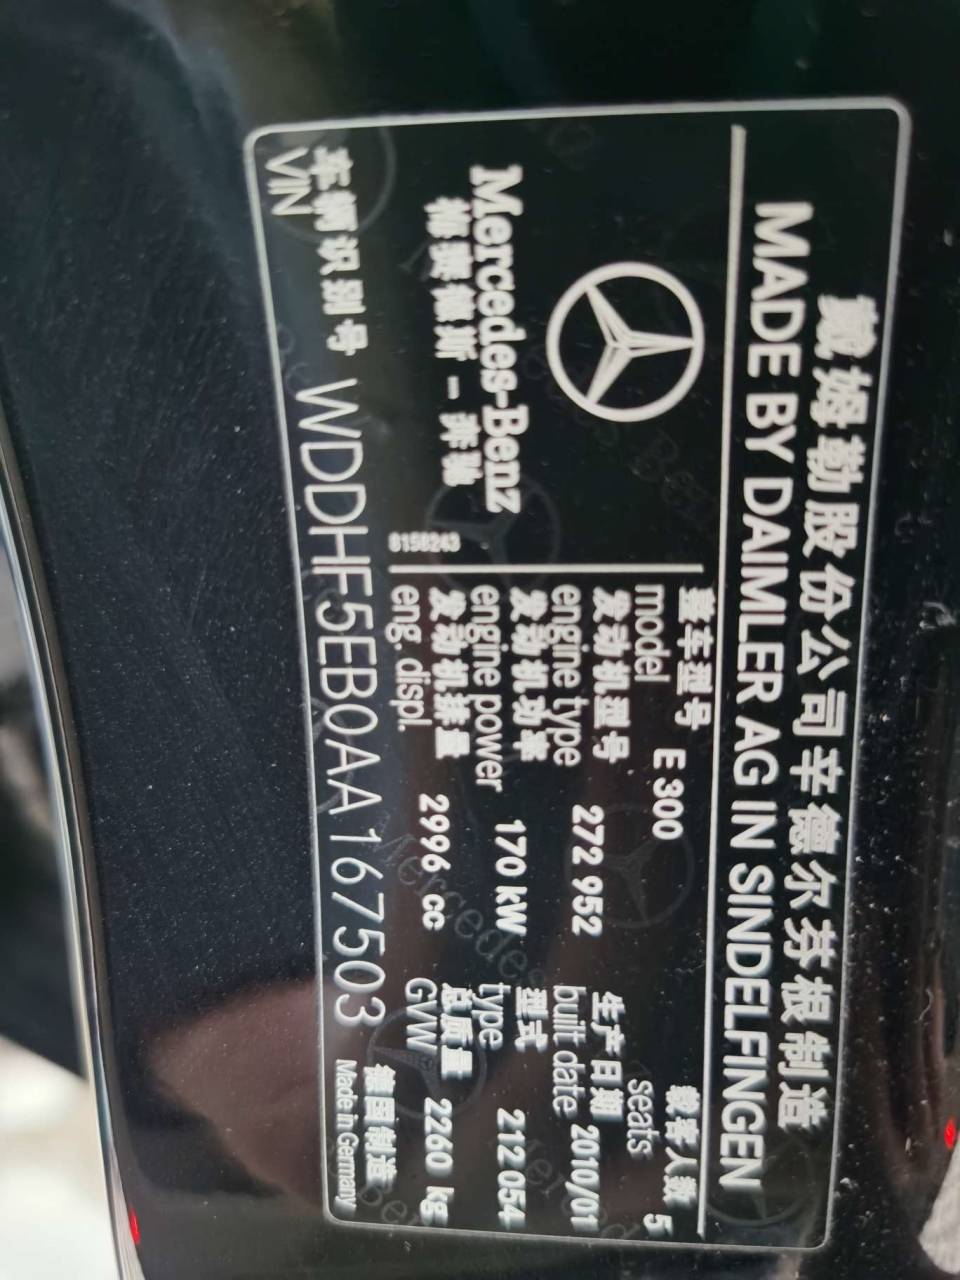 戴姆勒股份公司辛德尔芬根制造
MADE BY DAIMLER AG IN SINDELFINGEN
Mercedes-Benz
梅赛德斯-奔驰
8158243
整车型号 E 300 载客人数 5
model seats
发动机型号 272 952 生产日期 2010/01
engine type built date
发动机功率 170 kW 型式 212 054
engine power type
发动机排量 2996 cc 总质量 2260 kg
eng. displ. GVW
车辆识别号 WDDHF5EB0AA167503 德国制造
VIN Made in Germany